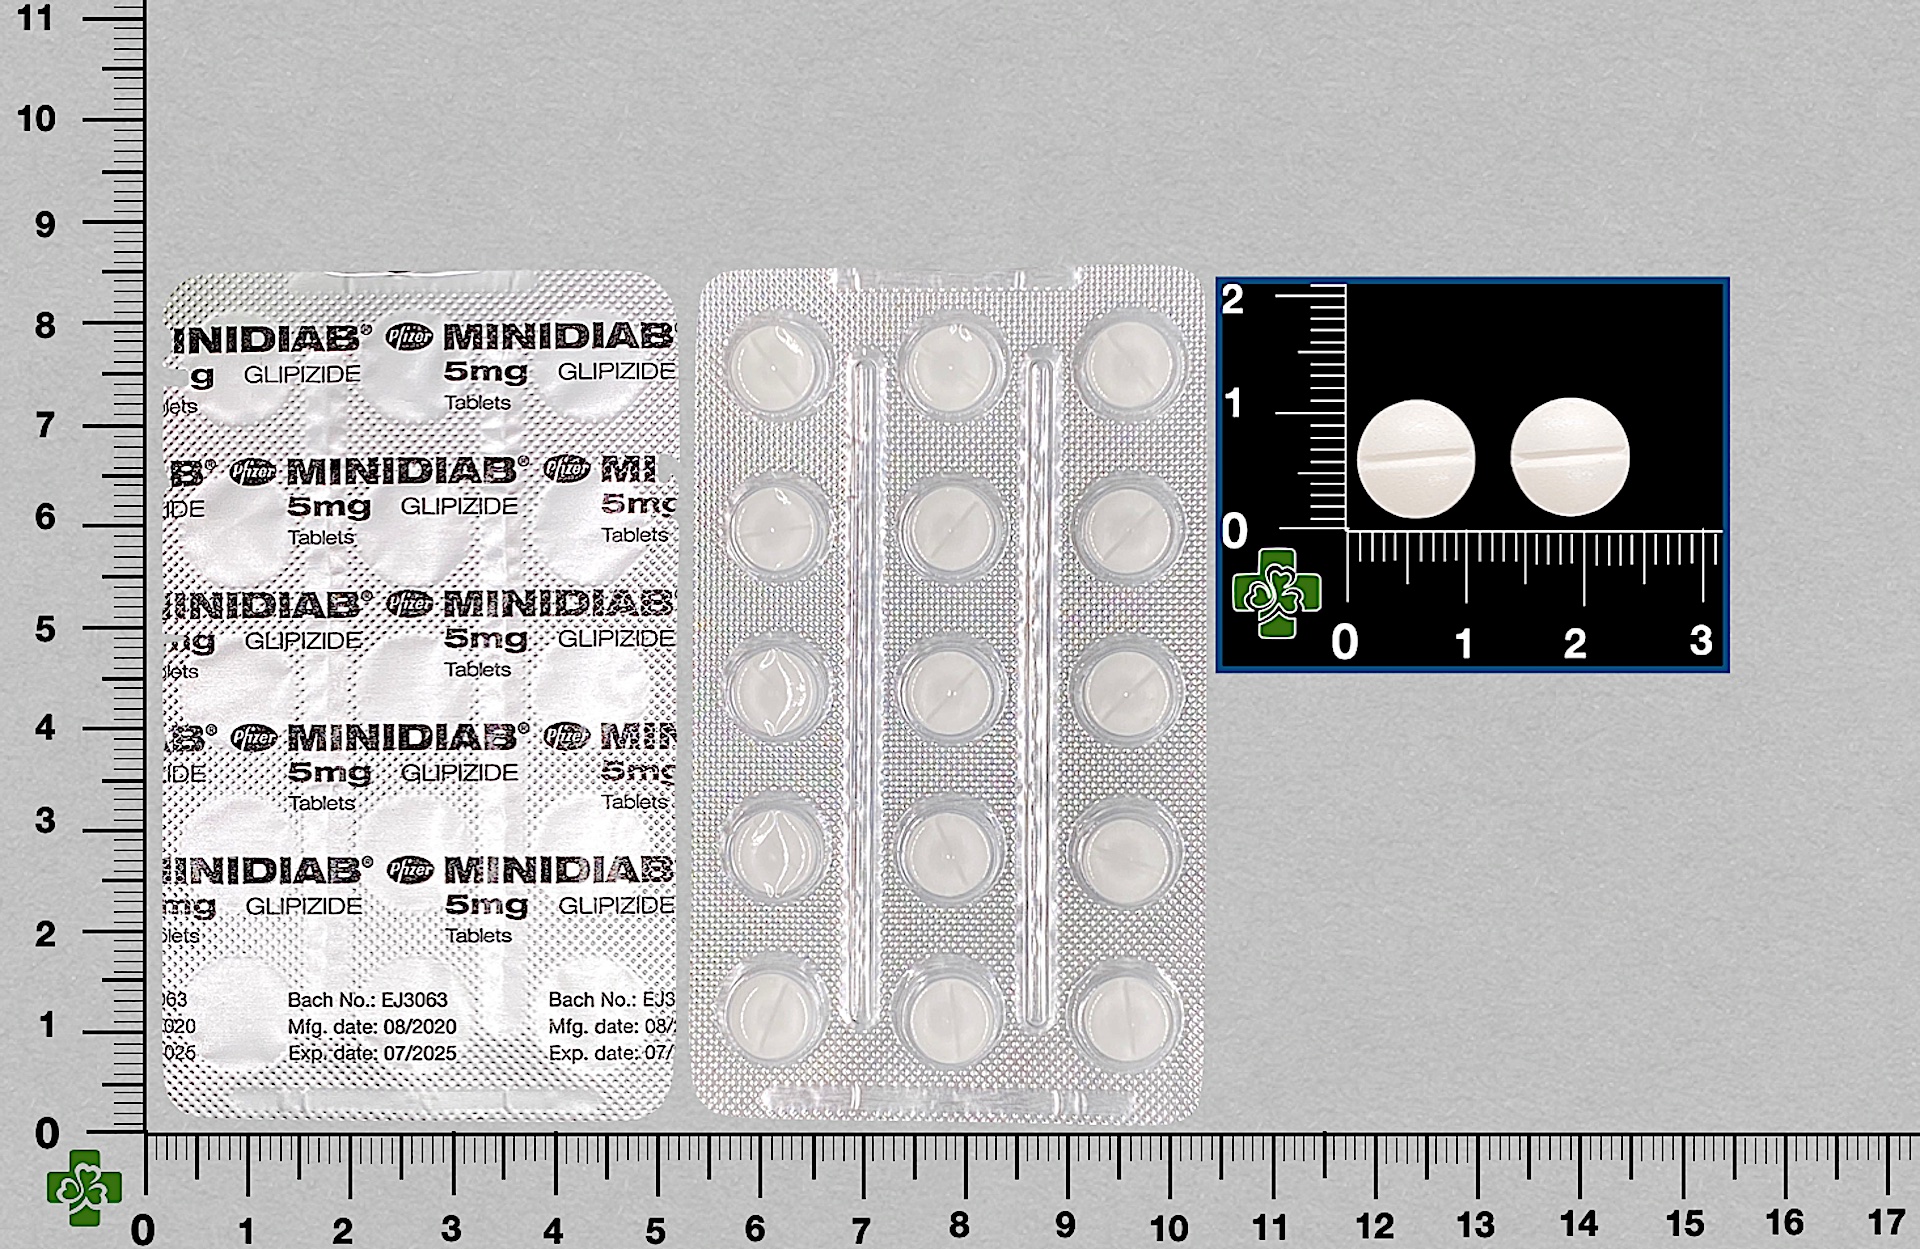 11
10
9
8
7
6
5
4
3
2
1
0
INIDIAB® Pfizer MINIDIAB®
g GLIPIZIDE 5mg GLIPIZIDE
lets Tablets
B® Pfizer MINIDIAB® Pfizer MI
IDE 5mg GLIPIZIDE 5mg
Tablets Tablets
INIDIAB® Pfizer MINIDIAB
ng GLIPIZIDE 5mg GLIPIZIDE
lets Tablets
AB® Pfizer MINIDIAB® Pfizer MIN
IDE 5mg GLIPIZIDE 5mg
Tablets Tablets
INIDIAB® Pfizer MINIDIAB
mg GLIPIZIDE 5mg GLIPIZIDE
blets Tablets
063 Bach No.: EJ3063 Bach No.: EJ3
020 Mfg. date: 08/2020 Mfg. date: 08/
025 Exp. date: 07/2025 Exp. date: 07/
2
1
0
0 1 2 3
0 1 2 3 4 5 6 7 8 9 10 11 12 13 14 15 16 17